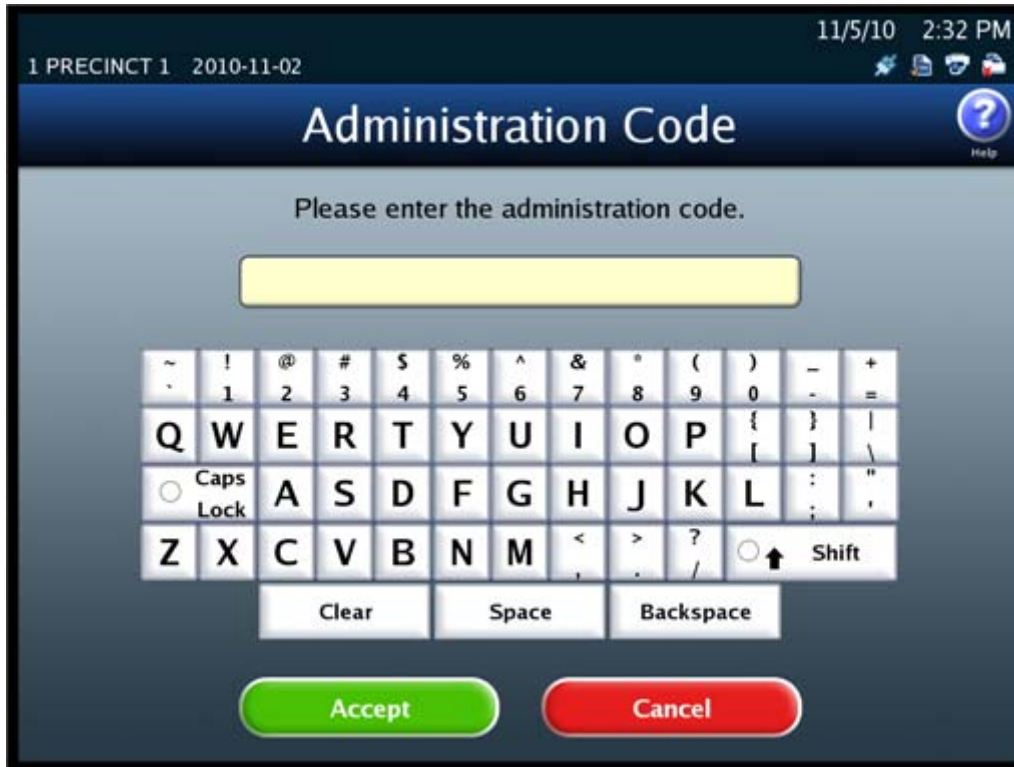 11/5/10 2:32 PM
1 PRECINCT 1 2010-11-02
Administration Code
Help
Please enter the administration code.
~ ! @ # $ % ^ & * ( ) _ +
` 1 2 3 4 5 6 7 8 9 0 - =
Q W E R T Y U I O P { [ } ] | \
Caps Lock A S D F G H J K L : ; " '
Z X C V B N M < , > . ? / Shift
Clear Space Backspace
Accept Cancel